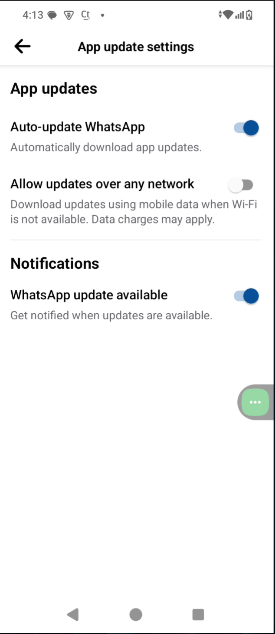 4:13
App update settings
App updates
Auto-update WhatsApp
Automatically download app updates.
Allow updates over any network
Download updates using mobile data when Wi-Fi
is not available. Data charges may apply.
Notifications
WhatsApp update available
Get notified when updates are available.